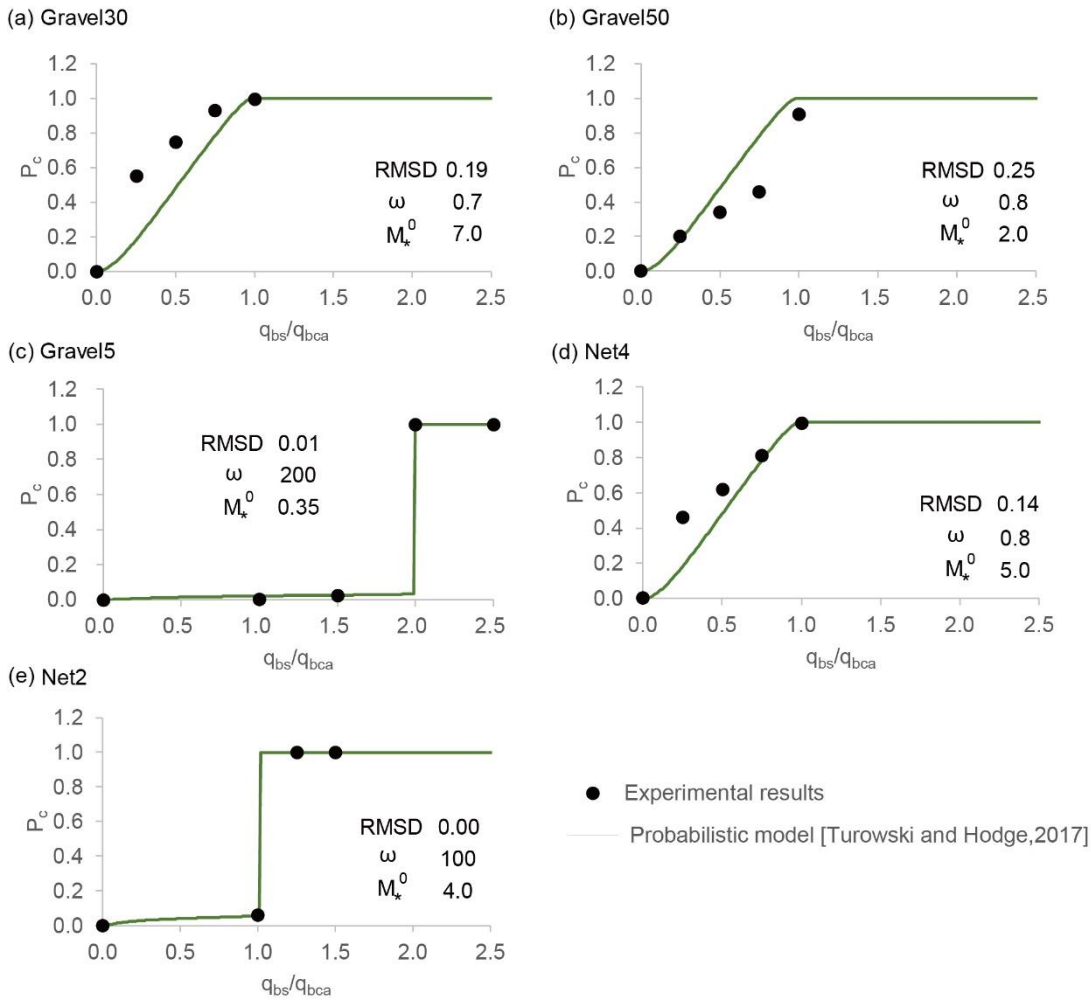 (a) Gravel30
1.2
1.0
0.8
0.6
0.4
0.2
0.0
P_c
0.0 0.5 1.0 1.5 2.0 2.5
q_bs/q_bca
RMSD 0.19
ω 0.7
M_*^0 7.0
(b) Gravel50
1.2
1.0
0.8
0.6
0.4
0.2
0.0
P_c
0.0 0.5 1.0 1.5 2.0 2.5
q_bs/q_bca
RMSD 0.25
ω 0.8
M_*^0 2.0
(c) Gravel5
1.2
1.0
0.8
0.6
0.4
0.2
0.0
P_c
0.0 0.5 1.0 1.5 2.0 2.5
q_bs/q_bca
RMSD 0.01
ω 200
M_*^0 0.35
(d) Net4
1.2
1.0
0.8
0.6
0.4
0.2
0.0
P_c
0.0 0.5 1.0 1.5 2.0 2.5
q_bs/q_bca
RMSD 0.14
ω 0.8
M_*^0 5.0
(e) Net2
1.2
1.0
0.8
0.6
0.4
0.2
0.0
P_c
0.0 0.5 1.0 1.5 2.0 2.5
q_bs/q_bca
RMSD 0.00
ω 100
M_*^0 4.0
Experimental results
Probabilistic model [Turowski and Hodge,2017]